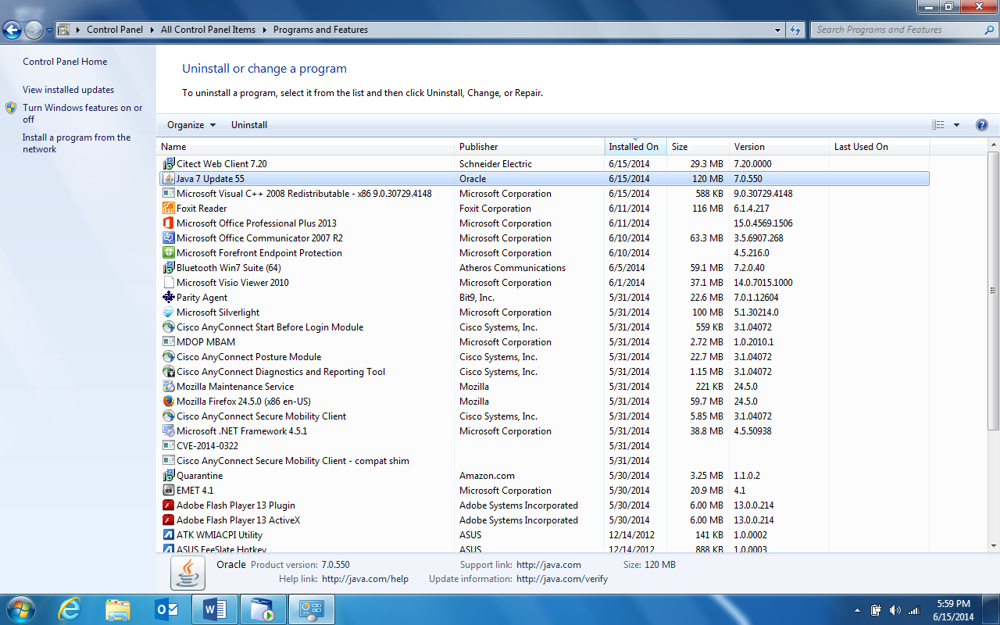 Control Panel ▸ All Control Panel Items ▸ Programs and Features
Search Programs and Features
Control Panel Home
View installed updates
Turn Windows features on or
off
Install a program from the
network
Uninstall or change a program
To uninstall a program, select it from the list and then click Uninstall, Change, or Repair.
Organize Uninstall
Name Publisher Installed On Size Version Last Used On
Citect Web Client 7.20 Schneider Electric 6/15/2014 29.3 MB 7.20.0000
Java 7 Update 55 Oracle 6/15/2014 120 MB 7.0.550
Microsoft Visual C++ 2008 Redistributable - x86 9.0.30729.4148 Microsoft Corporation 6/15/2014 588 KB 9.0.30729.4148
Foxit Reader Foxit Corporation 6/11/2014 116 MB 6.1.4.217
Microsoft Office Professional Plus 2013 Microsoft Corporation 6/11/2014 15.0.4569.1506
Microsoft Office Communicator 2007 R2 Microsoft Corporation 6/10/2014 63.3 MB 3.5.6907.268
Microsoft Forefront Endpoint Protection Microsoft Corporation 6/10/2014 4.5.216.0
Bluetooth Win7 Suite (64) Atheros Communications 6/5/2014 59.1 MB 7.2.0.40
Microsoft Visio Viewer 2010 Microsoft Corporation 6/1/2014 37.1 MB 14.0.7015.1000
Parity Agent Bit9, Inc. 5/31/2014 22.6 MB 7.0.1.12604
Microsoft Silverlight Microsoft Corporation 5/31/2014 100 MB 5.1.30214.0
Cisco AnyConnect Start Before Login Module Cisco Systems, Inc. 5/31/2014 559 KB 3.1.04072
MDOP MBAM Microsoft Corporation 5/31/2014 2.72 MB 1.0.2010.1
Cisco AnyConnect Posture Module Cisco Systems, Inc. 5/31/2014 22.7 MB 3.1.04072
Cisco AnyConnect Diagnostics and Reporting Tool Cisco Systems, Inc. 5/31/2014 1.15 MB 3.1.04072
Mozilla Maintenance Service Mozilla 5/31/2014 221 KB 24.5.0
Mozilla Firefox 24.5.0 (x86 en-US) Mozilla 5/31/2014 59.7 MB 24.5.0
Cisco AnyConnect Secure Mobility Client Cisco Systems, Inc. 5/31/2014 5.85 MB 3.1.04072
Microsoft .NET Framework 4.5.1 Microsoft Corporation 5/31/2014 38.8 MB 4.5.50938
CVE-2014-0322 5/31/2014
Cisco AnyConnect Secure Mobility Client - compat shim 5/31/2014
Quarantine Amazon.com 5/30/2014 3.25 MB 1.1.0.2
EMET 4.1 Microsoft Corporation 5/30/2014 20.9 MB 4.1
Adobe Flash Player 13 Plugin Adobe Systems Incorporated 5/30/2014 6.00 MB 13.0.0.214
Adobe Flash Player 13 ActiveX Adobe Systems Incorporated 5/30/2014 6.00 MB 13.0.0.214
ATK WMIACPI Utility ASUS 12/14/2012 141 KB 1.0.0002
ASUS FeeSlate Hotkey ASUS 12/14/2012 888 KB 1.0.0003
Oracle Product version: 7.0.550 Support link: http://java.com Size: 120 MB
Help link: http://java.com/help Update information: http://java.com/verify
5:59 PM
6/15/2014